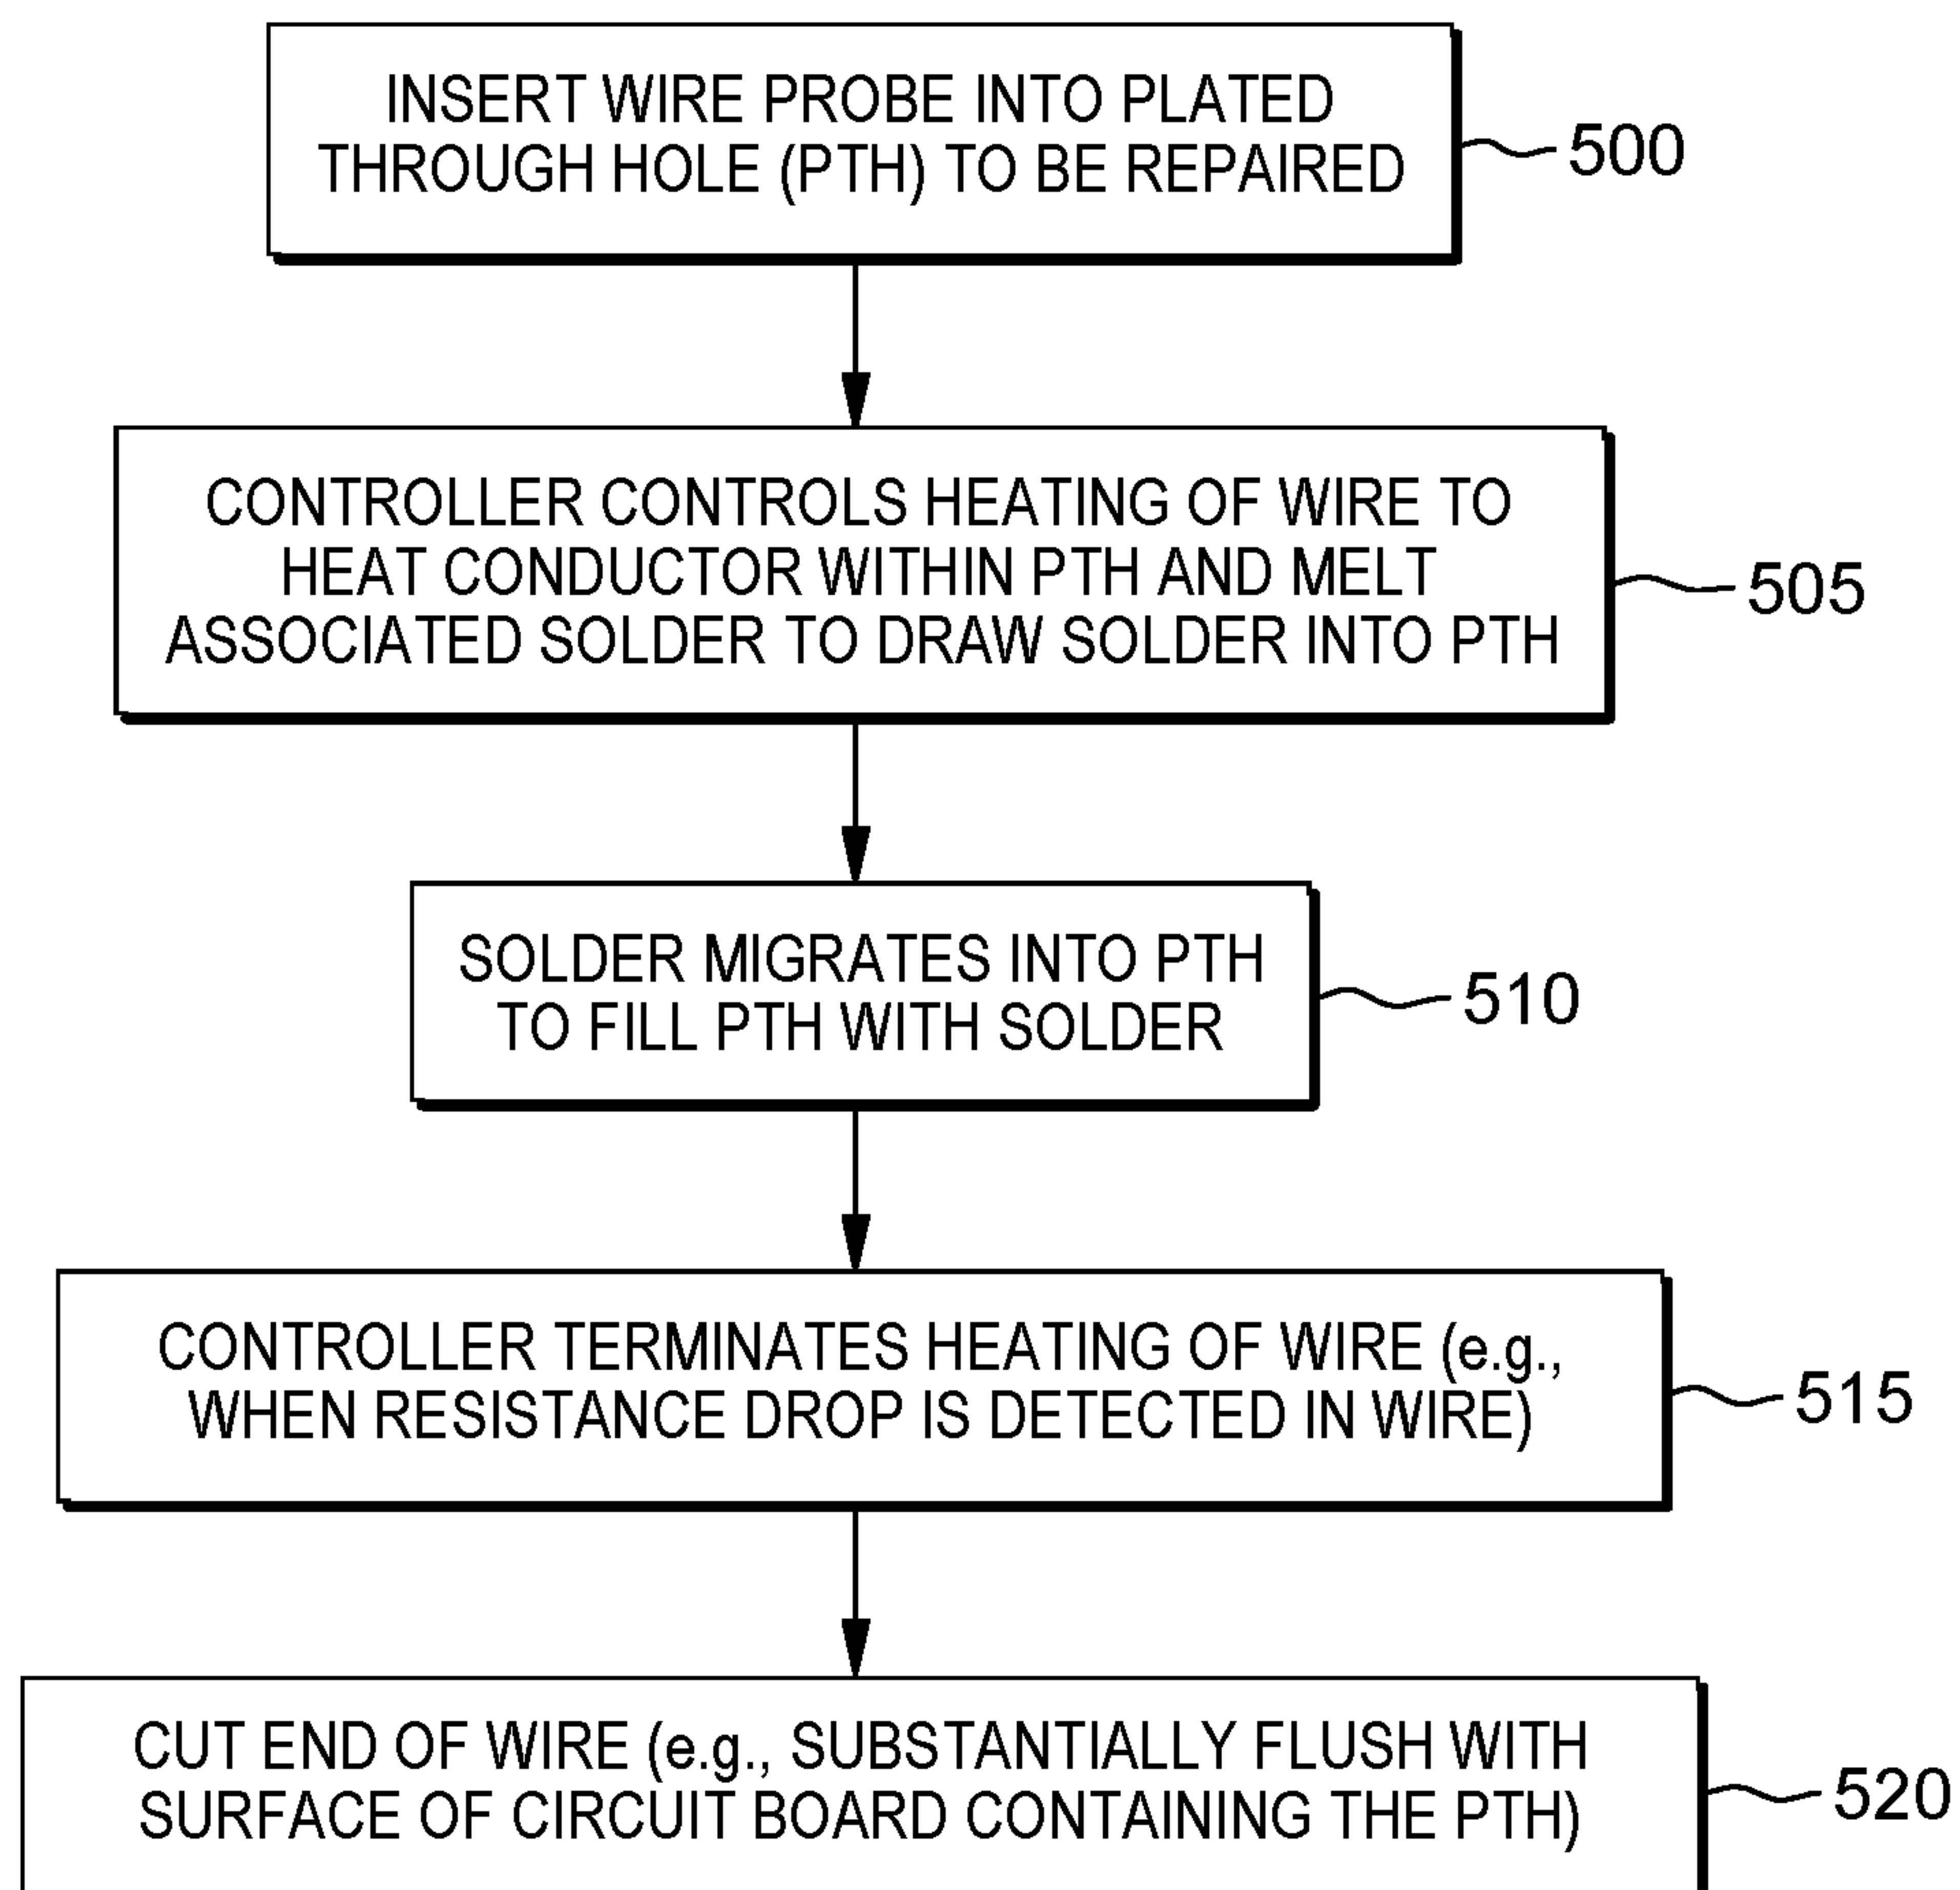 INSERT WIRE PROBE INTO PLATED
THROUGH HOLE (PTH) TO BE REPAIRED
500
CONTROLLER CONTROLS HEATING OF WIRE TO
HEAT CONDUCTOR WITHIN PTH AND MELT
ASSOCIATED SOLDER TO DRAW SOLDER INTO PTH
505
SOLDER MIGRATES INTO PTH
TO FILL PTH WITH SOLDER
510
CONTROLLER TERMINATES HEATING OF WIRE (e.g.,
WHEN RESISTANCE DROP IS DETECTED IN WIRE)
515
CUT END OF WIRE (e.g., SUBSTANTIALLY FLUSH WITH
SURFACE OF CIRCUIT BOARD CONTAINING THE PTH)
520